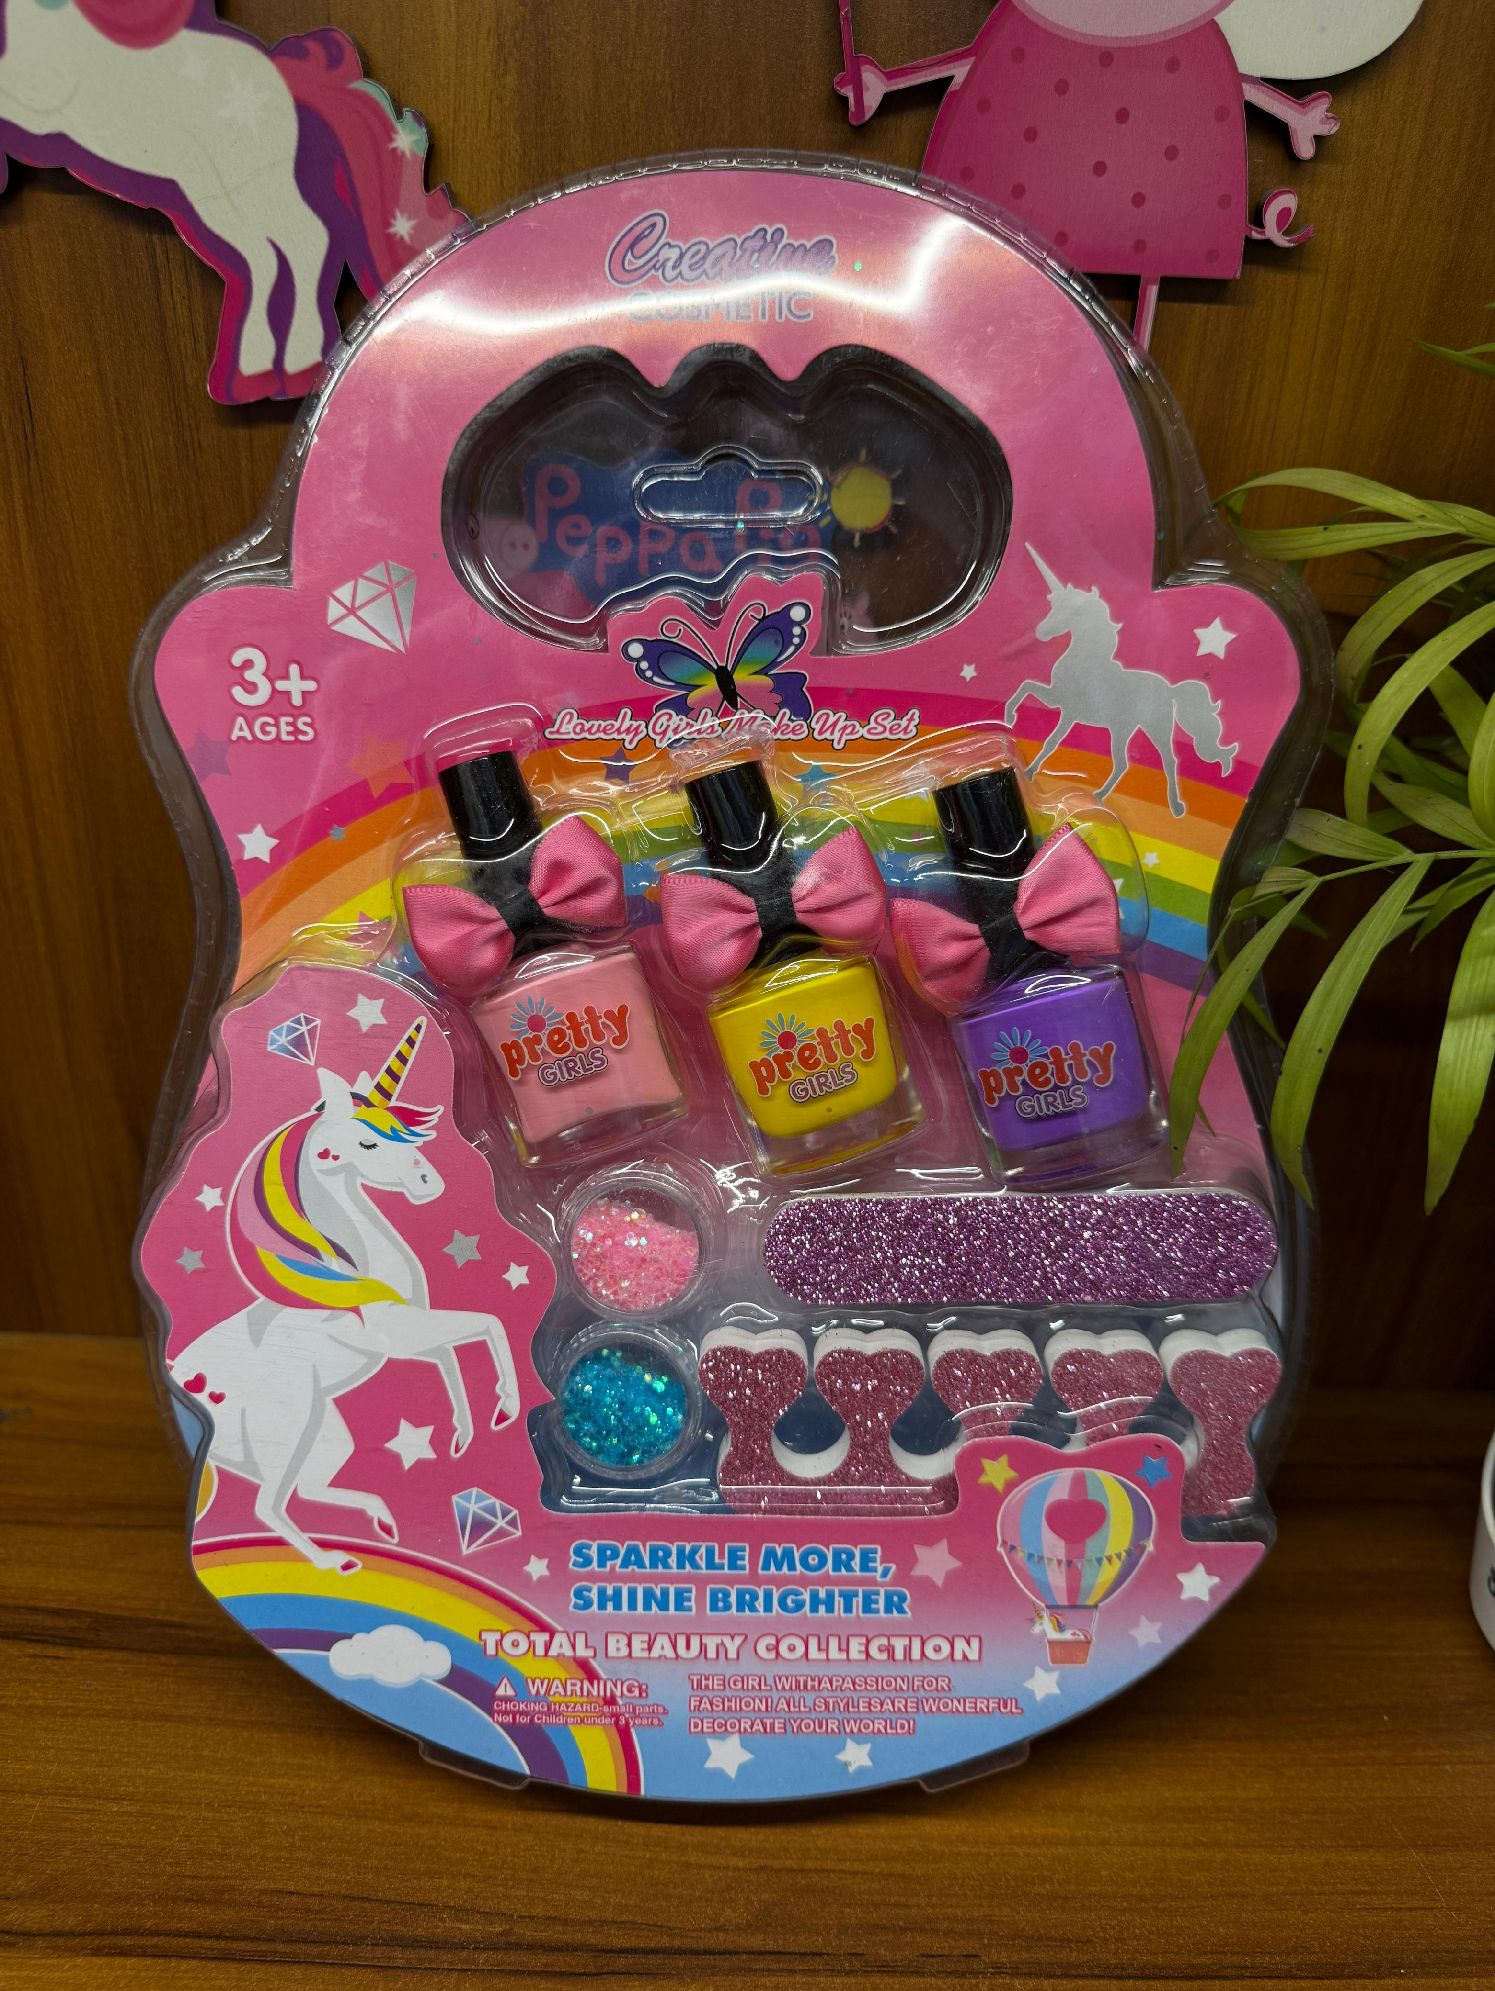 Creative
COSMETIC
Peppa Pig
3+
AGES
Lovely Girls Make Up Set
pretty
GIRLS
pretty
GIRLS
pretty
GIRLS
SPARKLE MORE,
SHINE BRIGHTER
TOTAL BEAUTY COLLECTION
WARNING:
CHOKING HAZARD-small parts.
Not for Children under 3 years.
THE GIRL WITHAPASSION FOR
FASHION! ALL STYLESARE WONERFUL
DECORATE YOUR WORLD!